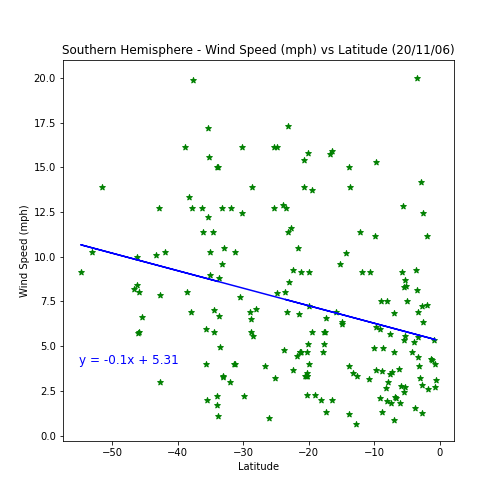 Southern Hemisphere - Wind Speed (mph) vs Latitude (20/11/06)
20.0
17.5
15.0
12.5
10.0
7.5
5.0
2.5
0.0
Wind Speed (mph)
y = -0.1x + 5.31
−50 −40 −30 −20 −10 0
Latitude